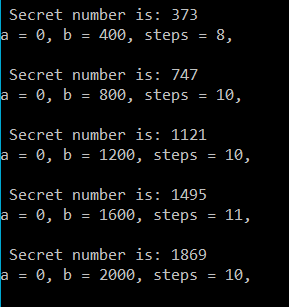 Secret number is: 373
a = 0, b = 400, steps = 8,
Secret number is: 747
a = 0, b = 800, steps = 10,
Secret number is: 1121
a = 0, b = 1200, steps = 10,
Secret number is: 1495
a = 0, b = 1600, steps = 11,
Secret number is: 1869
a = 0, b = 2000, steps = 10,